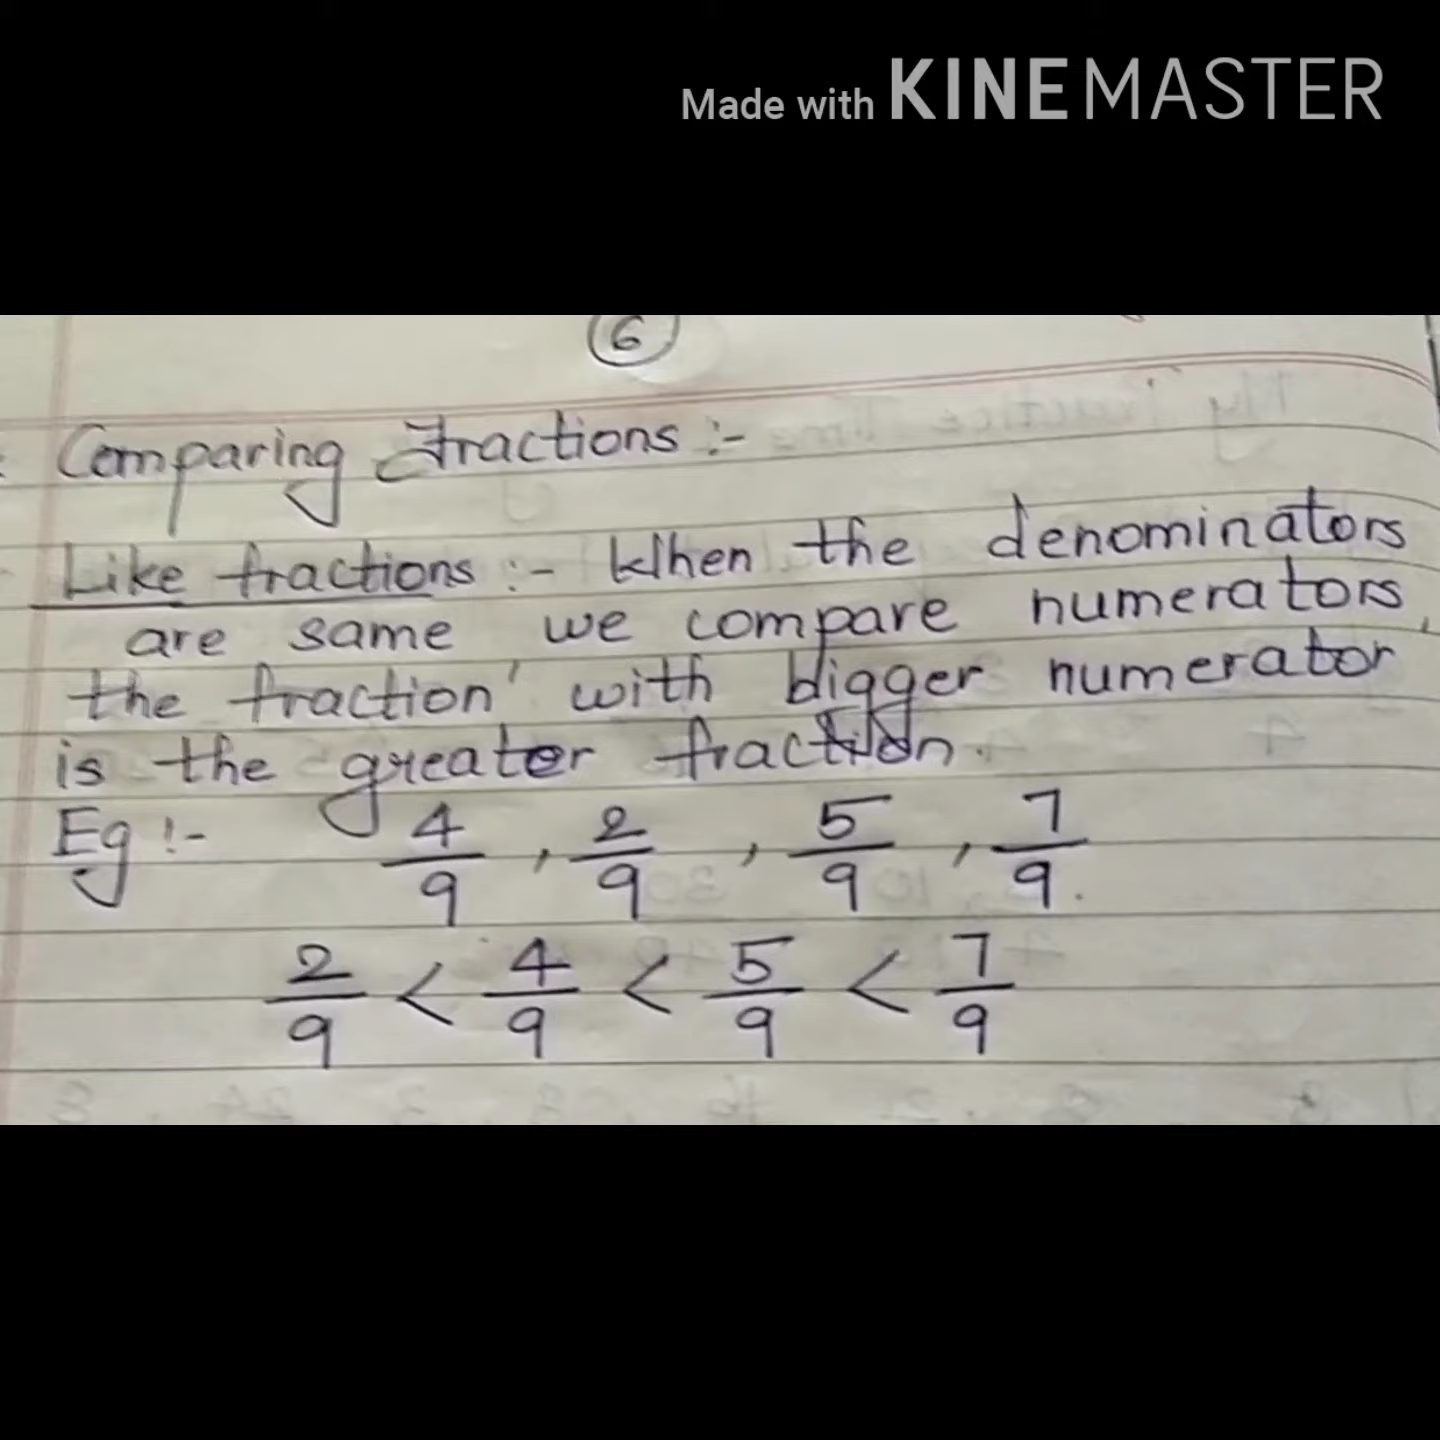 Made with KINEMASTER
6
Comparing Fractions :-
Like fractions :- When the denominators
are same we compare numerators,
the fraction with bigger numerator
is the greater fraction.
Eg :- 4/9 , 2/9 , 5/9 , 7/9.
2/9 < 4/9 < 5/9 < 7/9